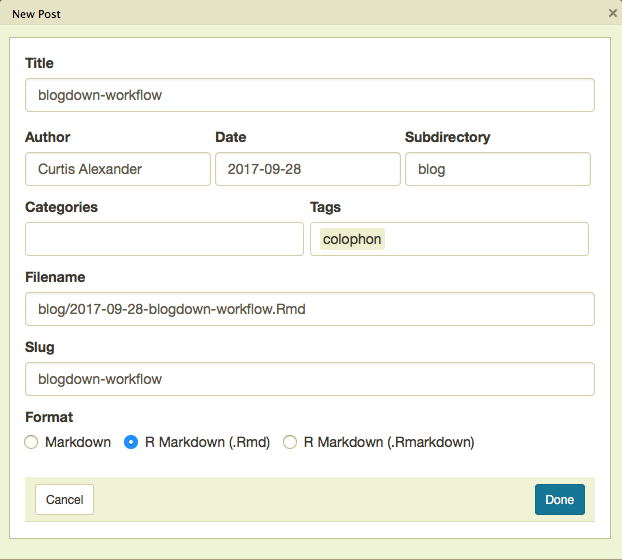 New Post
Title
blogdown-workflow
Author Date Subdirectory
Curtis Alexander 2017-09-28 blog
Categories Tags
colophon
Filename
blog/2017-09-28-blogdown-workflow.Rmd
Slug
blogdown-workflow
Format
Markdown R Markdown (.Rmd) R Markdown (.Rmarkdown)
Cancel Done